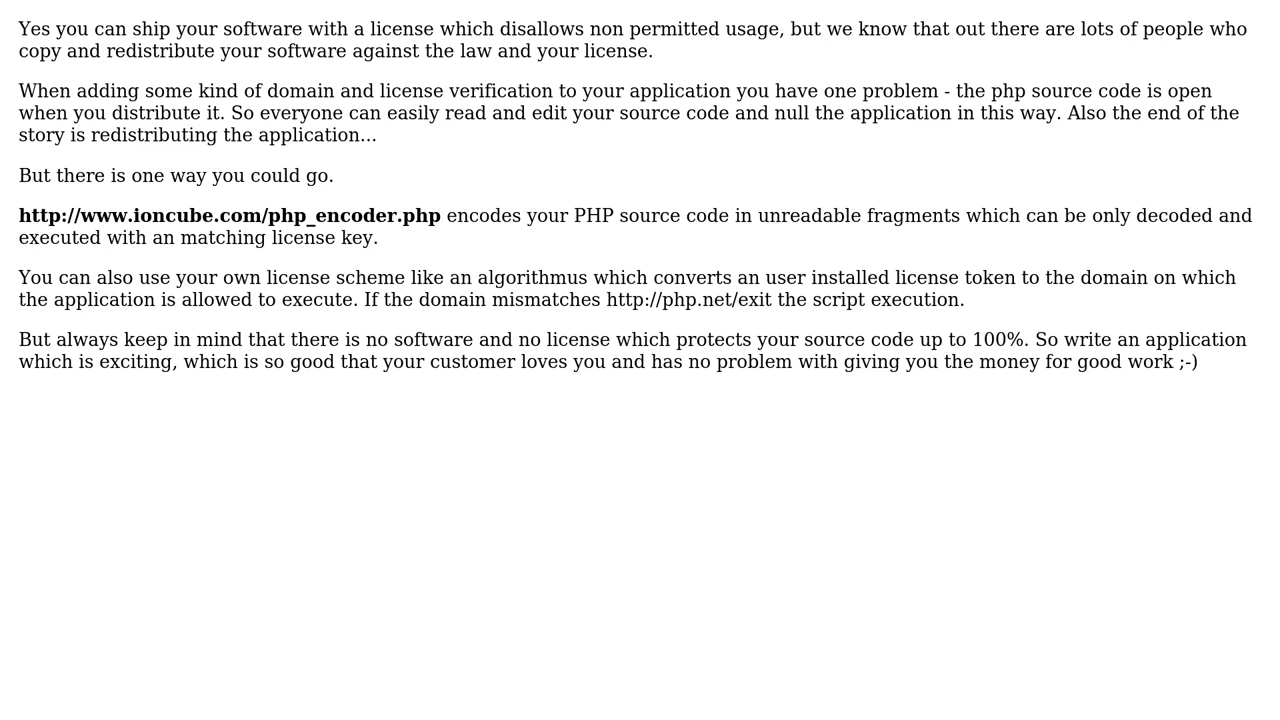 Yes you can ship your software with a license which disallows non permitted usage, but we know that out there are lots of people who
copy and redistribute your software against the law and your license.
When adding some kind of domain and license verification to your application you have one problem - the php source code is open
when you distribute it. So everyone can easily read and edit your source code and null the application in this way. Also the end of the
story is redistributing the application...
But there is one way you could go.
http://www.ioncube.com/php_encoder.php encodes your PHP source code in unreadable fragments which can be only decoded and
executed with an matching license key.
You can also use your own license scheme like an algorithmus which converts an user installed license token to the domain on which
the application is allowed to execute. If the domain mismatches http://php.net/exit the script execution.
But always keep in mind that there is no software and no license which protects your source code up to 100%. So write an application
which is exciting, which is so good that your customer loves you and has no problem with giving you the money for good work ;-)